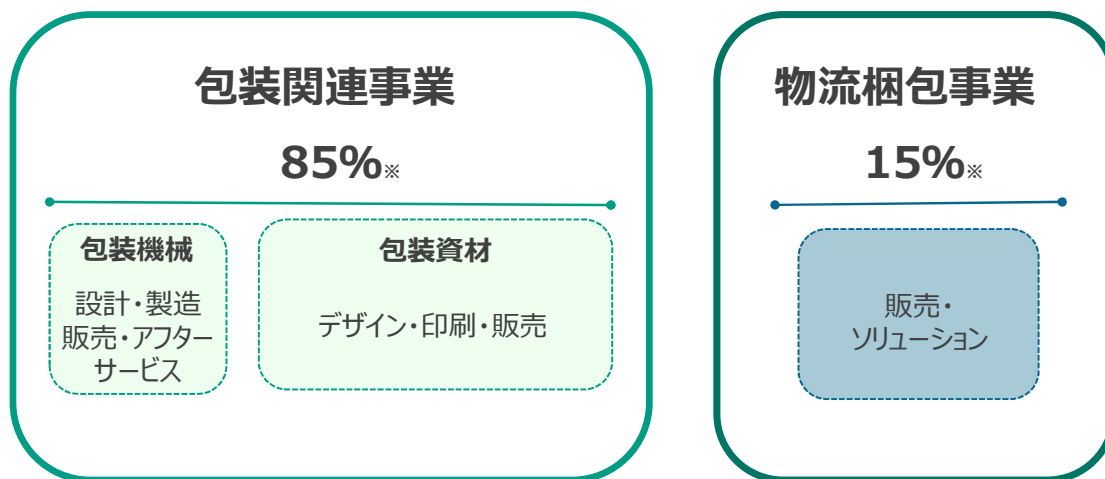 包装関連事業
85%※
包装機械
設計・製造
販売・アフター
サービス
包装資材
デザイン・印刷・販売
物流梱包事業
15%※
販売・
ソリューション